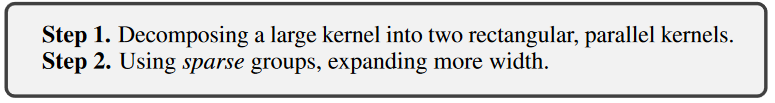 Step 1. Decomposing a large kernel into two rectangular, parallel kernels.
Step 2. Using sparse groups, expanding more width.